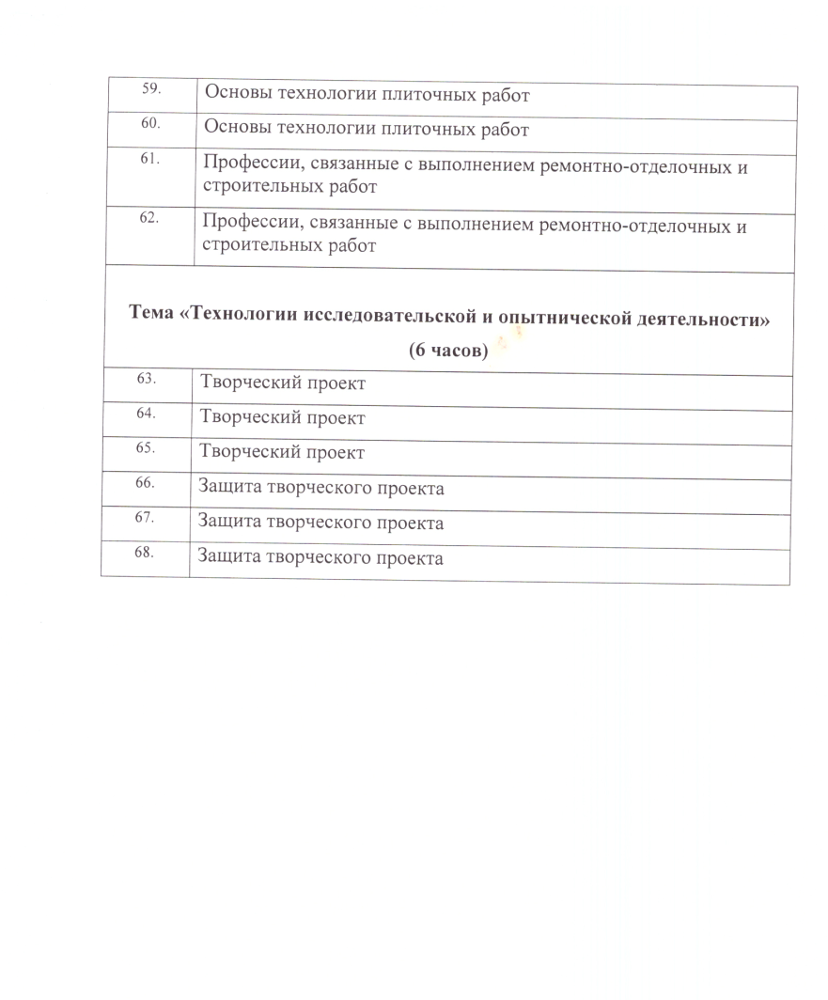 59. Основы технологии плиточных работ
60. Основы технологии плиточных работ
61. Профессии, связанные с выполнением ремонтно-отделочных и
строительных работ
62. Профессии, связанные с выполнением ремонтно-отделочных и
строительных работ
Тема «Технологии исследовательской и опытнической деятельности»
(6 часов)
63. Творческий проект
64. Творческий проект
65. Творческий проект
66. Защита творческого проекта
67. Защита творческого проекта
68. Защита творческого проекта